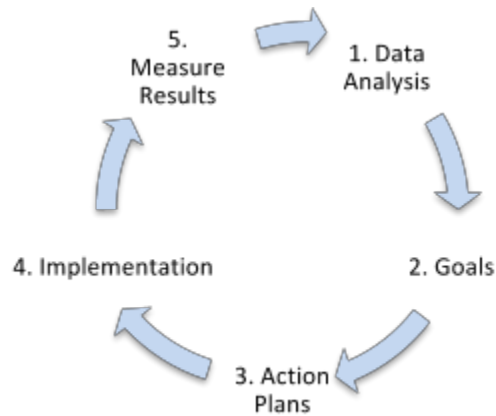 1. Data
Analysis
2. Goals
3. Action
Plans
4. Implementation
5.
Measure
Results